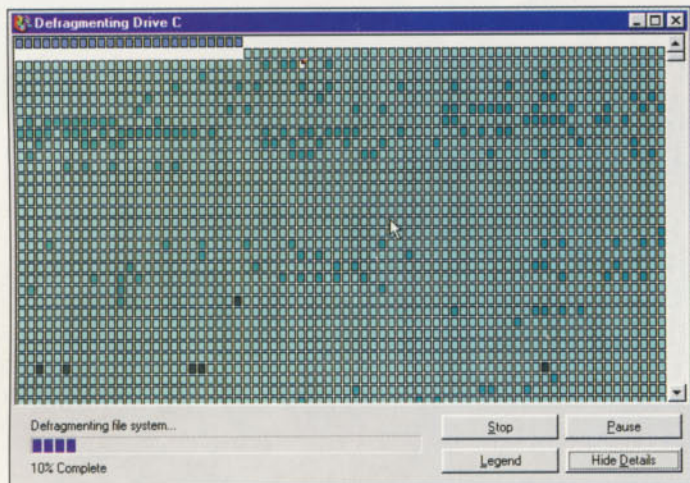 Defragmenting Drive C
Defragmenting file system...
10% Complete
Stop
Pause
Legend
Hide Details